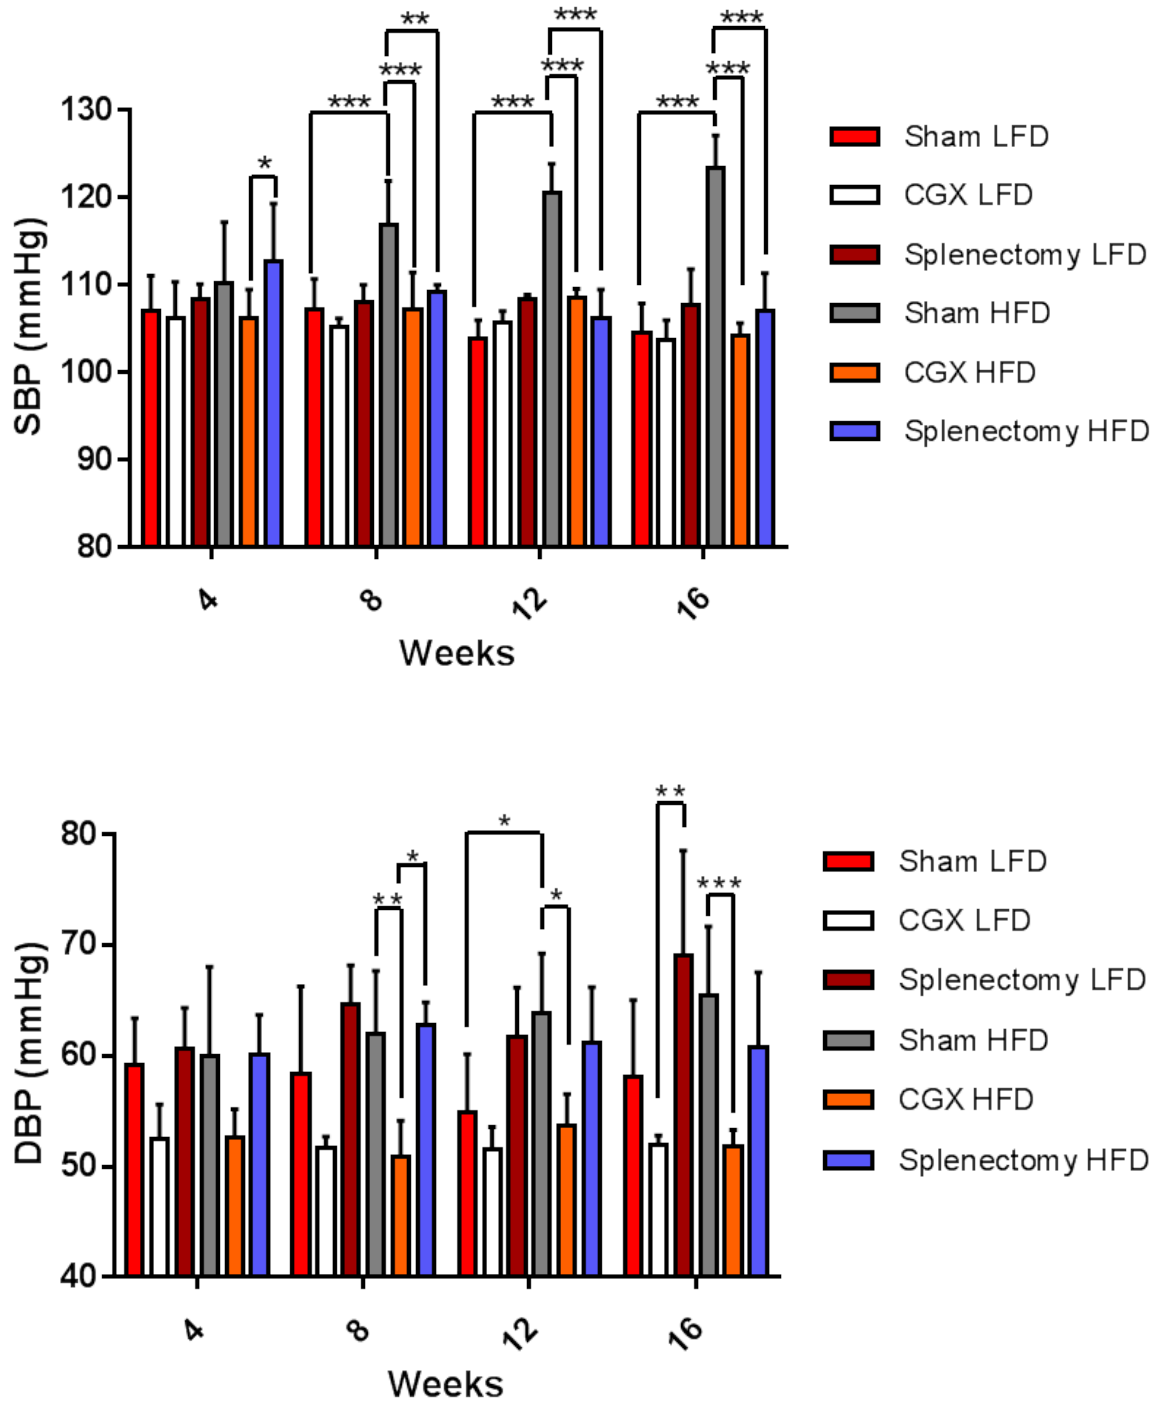 **
***
***
***
***
***
130
***
***
***
Sham LFD
120
*
CGX LFD
SBP (mmHg)
110
Splenectomy LFD
Sham HFD
100
CGX HFD
90
Splenectomy HFD
80
4
8
12
16
Weeks
**
80
*
Sham LFD
*
***
**
*
CGX LFD
70
DBP (mmHg)
Splenectomy LFD
60
Sham HFD
CGX HFD
50
Splenectomy HFD
40
4
8
12
16
Weeks